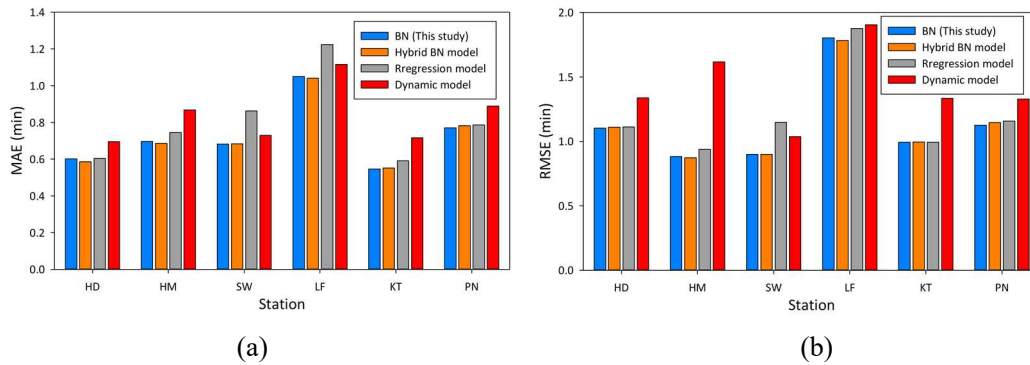 1.4
1.2
1.0
0.8
0.6
0.4
0.2
0.0
MAE (min)
BN (This study)
Hybrid BN model
Rregression model
Dynamic model
HD HM SW LF KT PN
Station
(a)
2.0
1.5
1.0
0.5
0.0
RMSE (min)
BN (This study)
Hybrid BN model
Rregression model
Dynamic model
HD HM SW LF KT PN
Station
(b)